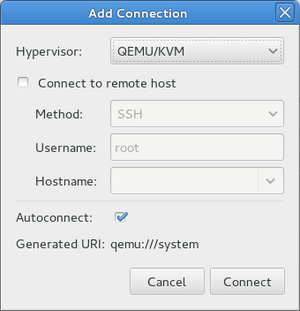 Add Connection
Hypervisor: QEMU/KVM
Connect to remote host
Method: SSH
Username: root
Hostname:
Autoconnect:
Generated URI: qemu:///system
Cancel Connect